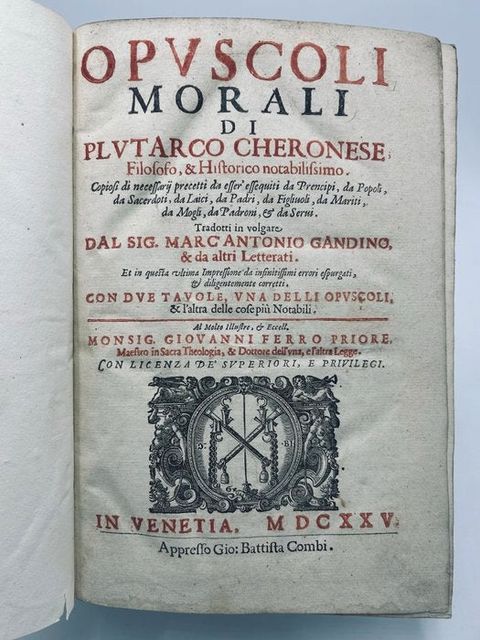 OPVSCOLI
MORALI
DI
PLVTARCO CHERONESE,
Filosofo, & Historico notabilissimo.
Copiosi di necessarij precetti da esser essequiti da Prencipi, da Popoli,
da Sacerdoti, da Laici, da Padri, da Figliuoli, da Mariti,
da Mogli, da Padroni, & da Serui.
Tradotti in volgare
DAL SIG. MARC'ANTONIO GANDINO,
& da altri Letterati.
Et in questa vltima Impressione da infinitissimi errori espurgati,
& diligentemente corretti.
CON DVE TAVOLE, VNA DELLI OPVSCOLI,
& l'altra delle cose più Notabili.
Al Molto Illustre, & Eccell.
MONSIG. GIOVANNI FERRO PRIORE,
Maestro in Sacra Theologia, & Dottore dell'vna, e l'altra Legge.
CON LICENZA DE' SVPERIORI, E PRIVILEGI.
IN VENETIA, MDCXXV.
Appresso Gio: Battista Combi.